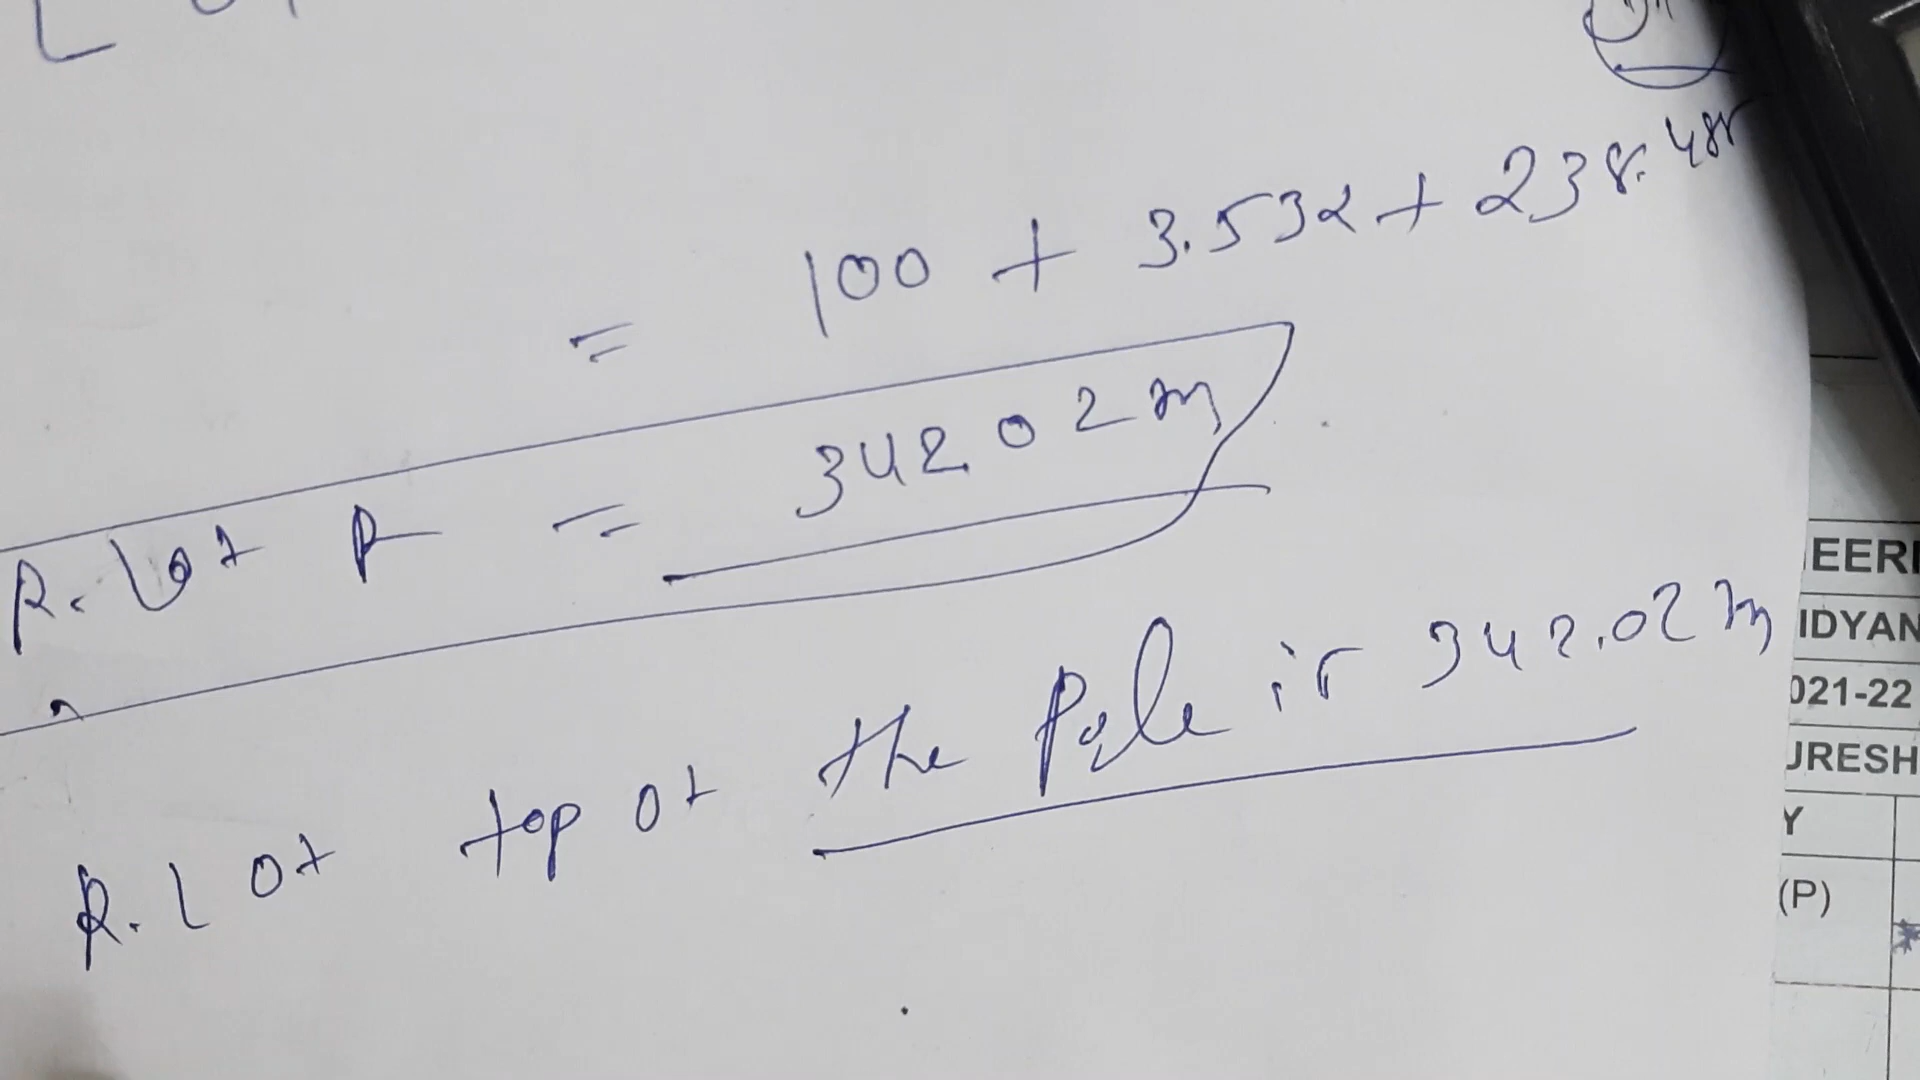 = 100 + 3.532 + 238.488
R.L of P = 342.02 m
R.L of top of the Pole is 342.02 m
EERI
IDYAN
021-22
URESH
Y
(P)